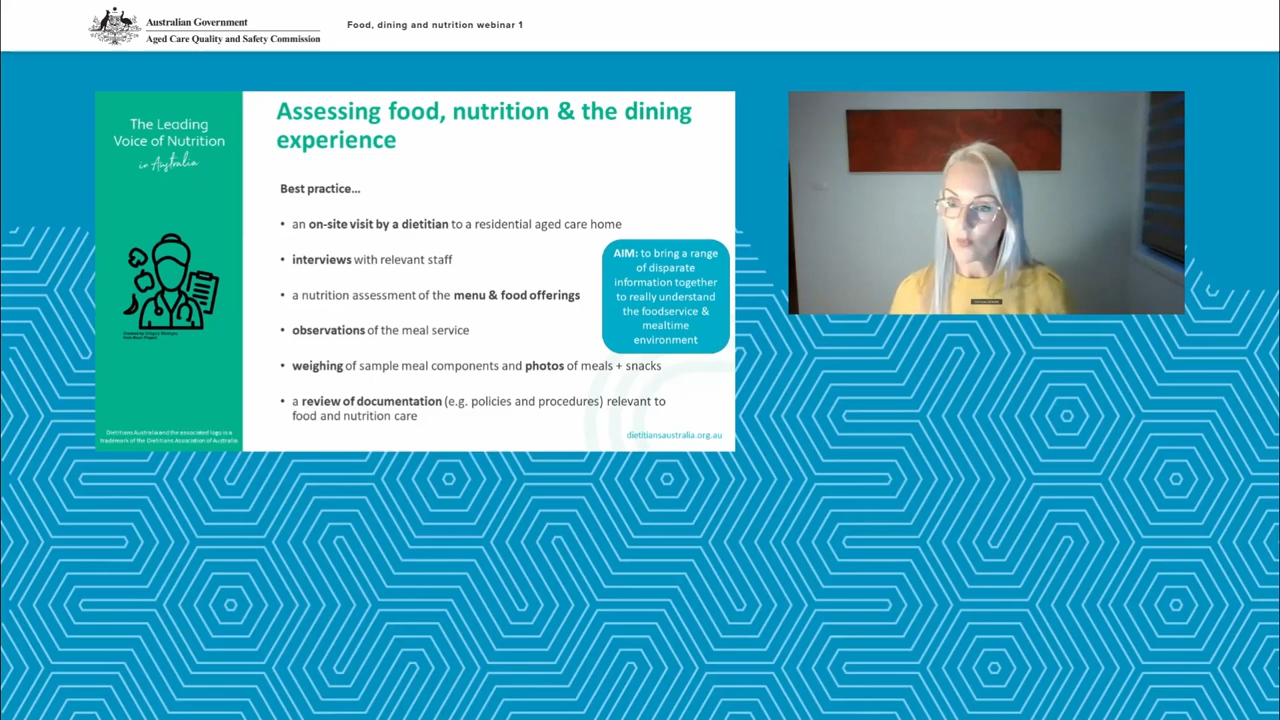 Australian Government
Aged Care Quality and Safety Commission
Food, dining and nutrition webinar 1
The Leading
Voice of Nutrition
in Australia
Dietitians Australia and the associated logo is a
trademark of the Dietitians Association of Australia.
Assessing food, nutrition & the dining
experience
Best practice...
• an on-site visit by a dietitian to a residential aged care home
• interviews with relevant staff
• a nutrition assessment of the menu & food offerings
• observations of the meal service
• weighing of sample meal components and photos of meals + snacks
• a review of documentation (e.g. policies and procedures) relevant to
food and nutrition care
AIM: to bring a range
of disparate
information together
to really understand
the foodservice &
mealtime
environment
dietitiansaustralia.org.au